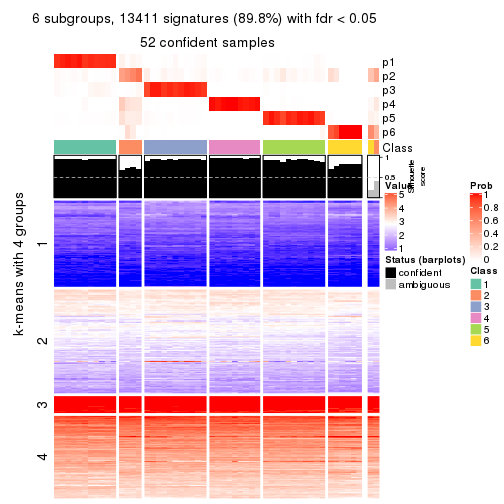 6 subgroups, 13411 signatures (89.8%) with fdr < 0.05
52 confident samples
p1
p2
p3
p4
p5
p6
Class
1
0.5
0
Silhouette
score
k-means with 4 groups
1
2
3
4
Value
5
4
3
2
1
Status (barplots)
confident
ambiguous
Prob
1
0.8
0.6
0.4
0.2
0
Class
1
2
3
4
5
6